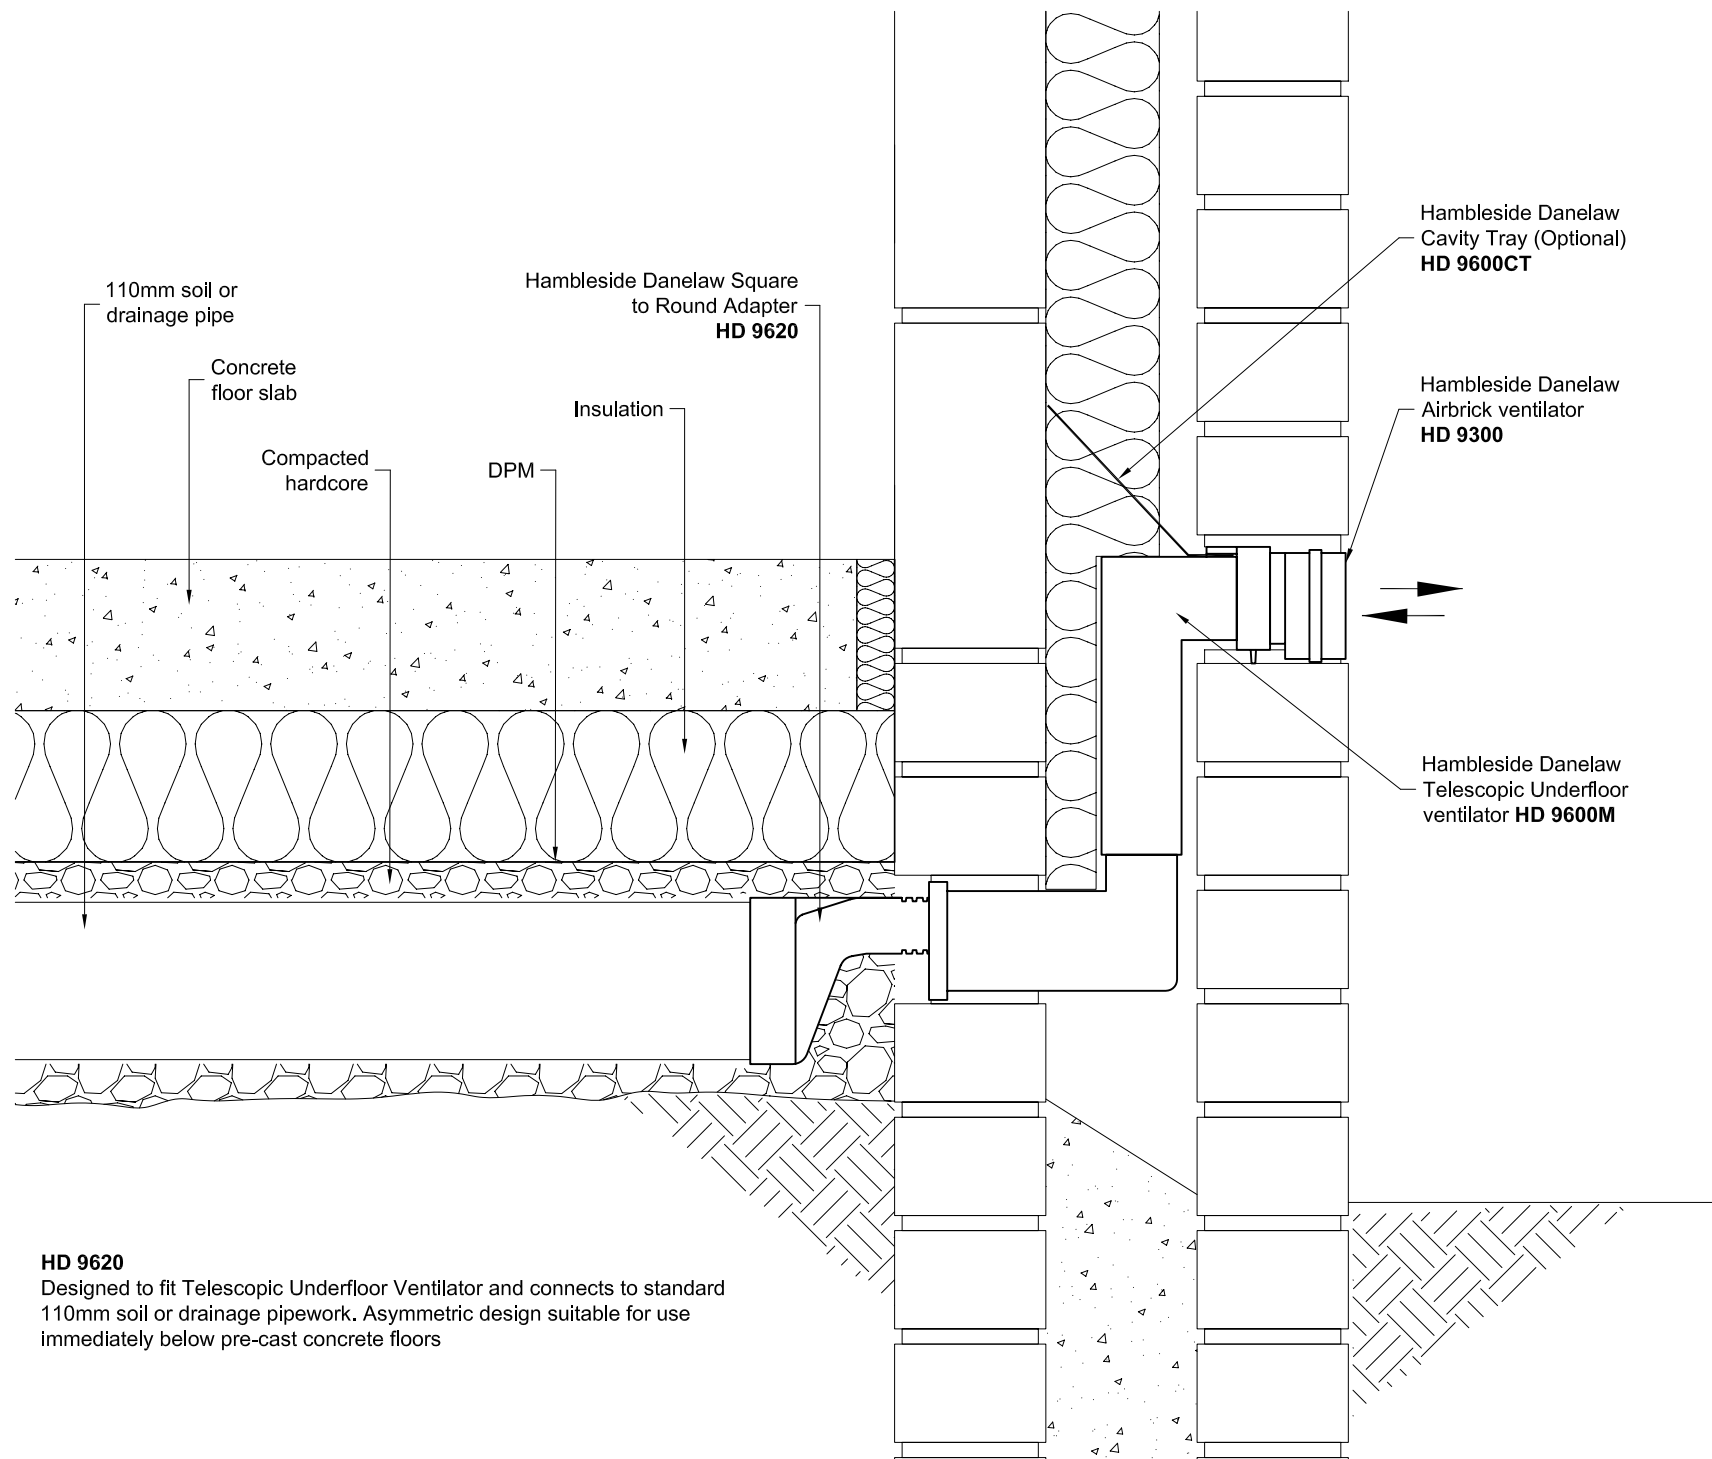 Hambleside Danelaw
Cavity Tray (Optional)
HD 9600CT
110mm soil or
drainage pipe
Hambleside Danelaw Square
to Round Adapter
HD 9620
Concrete
floor slab
Insulation
Hambleside Danelaw
Airbrick ventilator
HD 9300
Compacted
hardcore
DPM
Hambleside Danelaw
Telescopic Underfloor
ventilator HD 9600M
HD 9620
Designed to fit Telescopic Underfloor Ventilator and connects to standard
110mm soil or drainage pipework. Asymmetric design suitable for use
immediately below pre-cast concrete floors